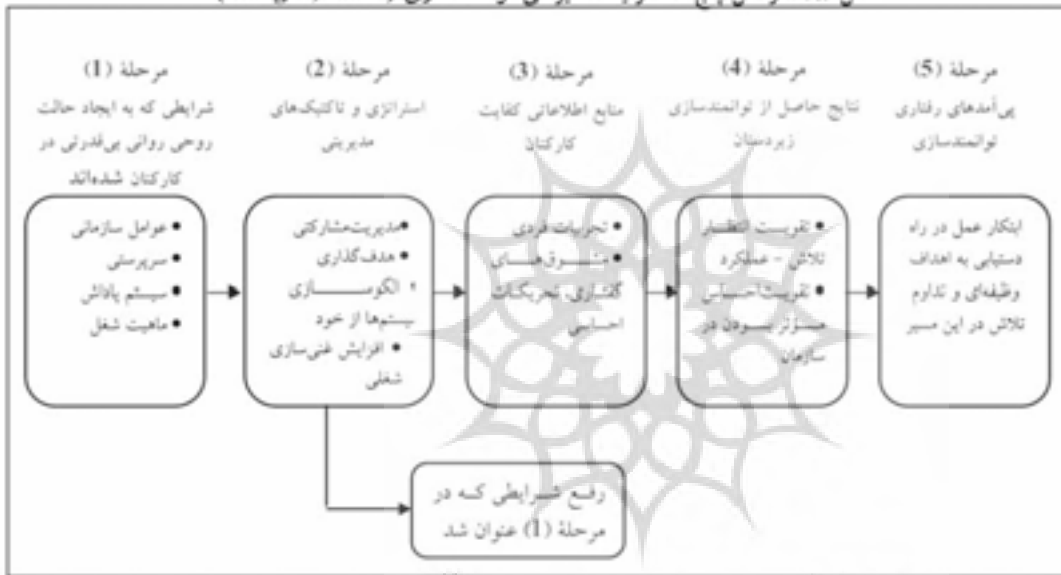 مرحلهٔ (1)
شرایطی که به ایجاد حالت
روحی روانی بی‌قدرتی در
کارکنان شده‌اند
• عوامل سازمانی
• سرپرستی
• سیستم پاداش
• ماهیت شغل
مرحلهٔ (2)
استراتژی و تاکتیک‌های
مدیریتی
•مدیریت‌مشارکتی
• هدف‌گذاری
• الگوسازی
سیستم‌ها از خود
• افزایش غنی‌سازی
شغلی
مرحلهٔ (3)
منابع اطلاعاتی کفایت
کارکنان
• تجربیات فردی
• مشوق‌های
گفتاری، تحریکات
احساسی
مرحلهٔ (4)
نتایج حاصل از توانمندسازی
زیردستان
• تقویت انتظار
تلاش - عملکرد
• تقویت‌احساس
مؤثر بودن در
سازمان
مرحلهٔ (5)
پی‌آمدهای رفتاری
توانمندسازی
ابتکار عمل در راه
دستیابی به اهداف
وظیفه‌ای و تداوم
تلاش در این مسیر
رفع شرایطی که در
مرحلهٔ (1) عنوان شد